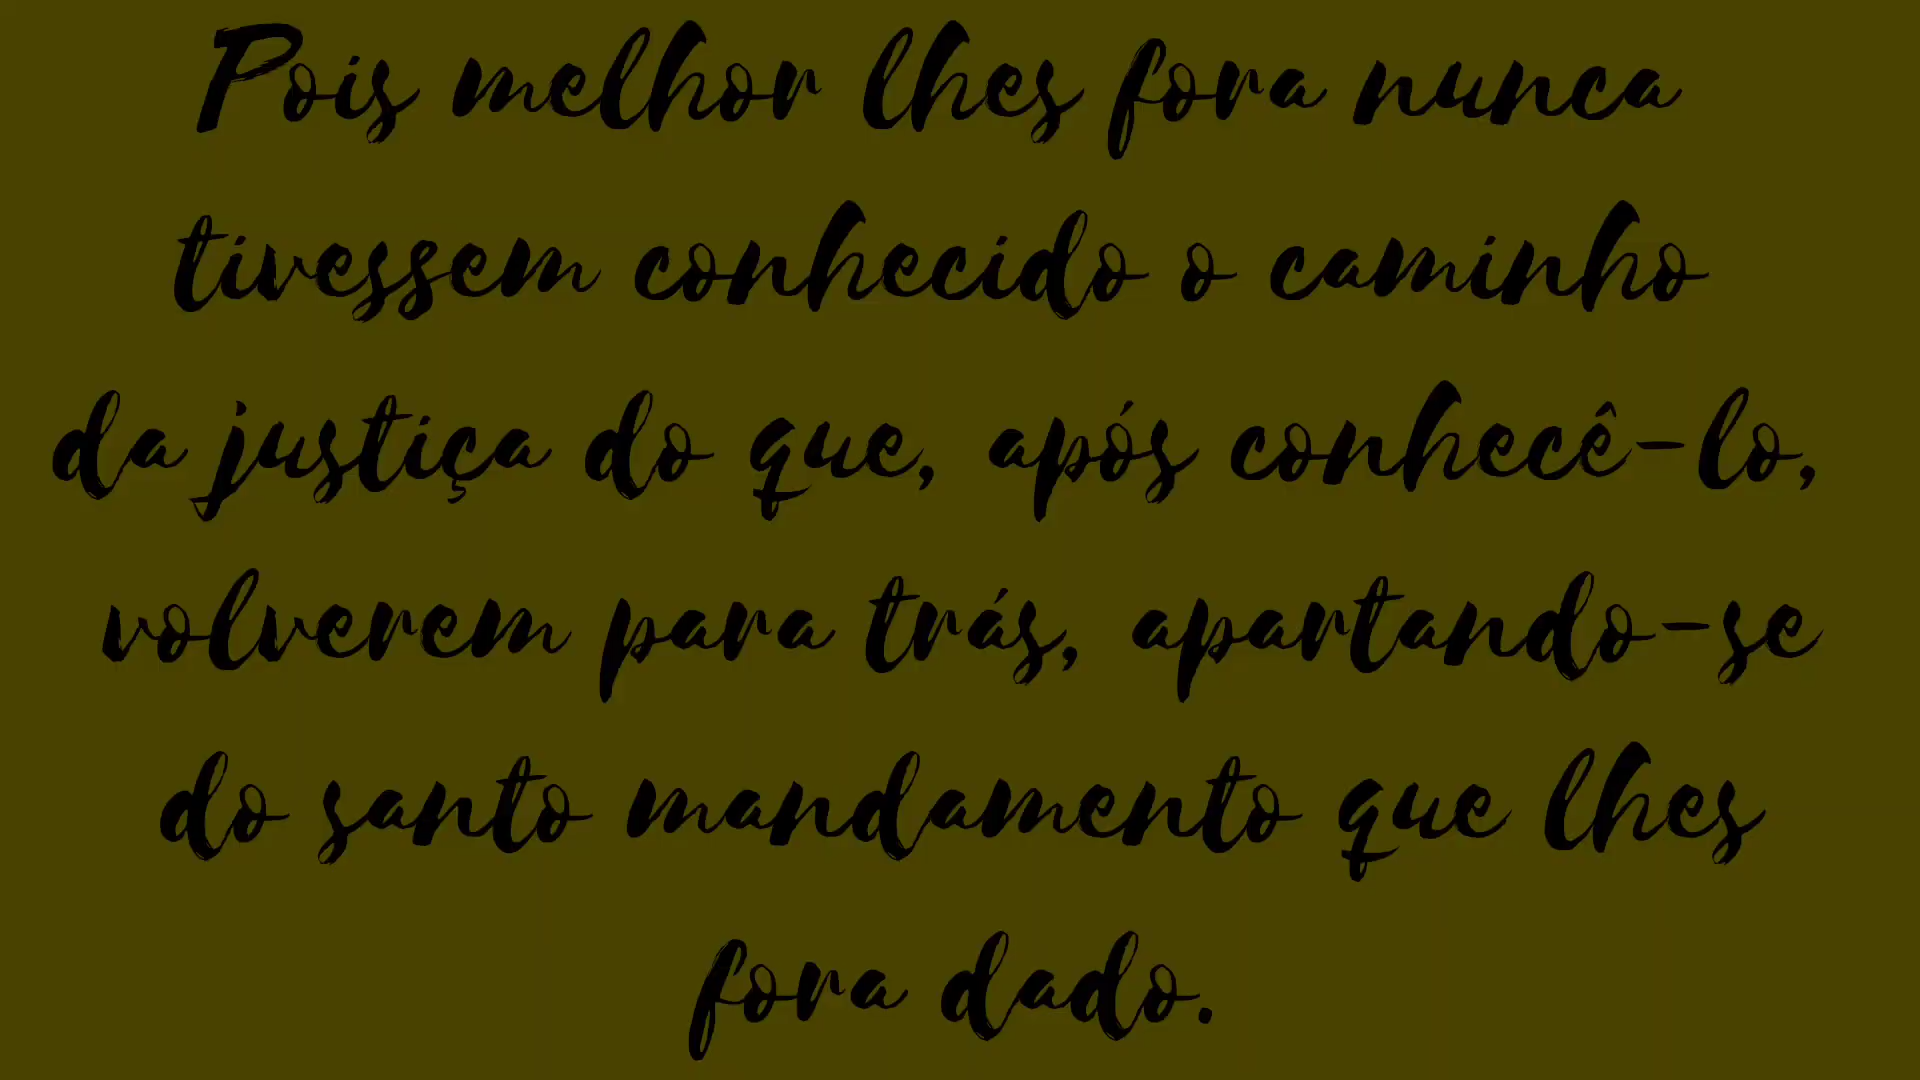 Pois melhor lhes fora nunca
tivessem conhecido o caminho
da justiça do que, após conhecê-lo,
volverem para trás, apartando-se
do santo mandamento que lhes
fora dado.